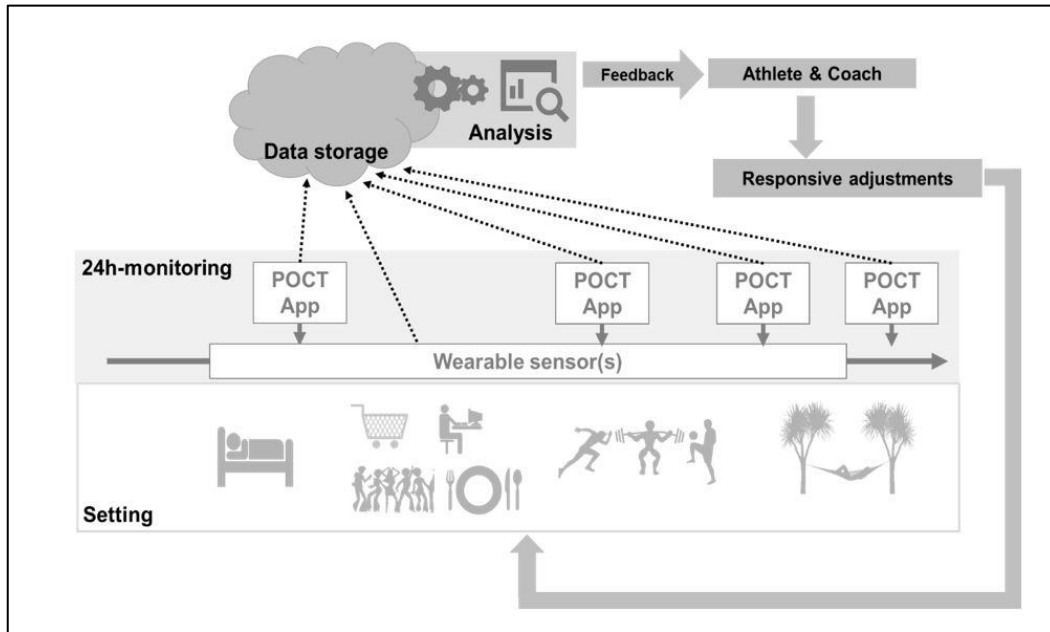 Feedback
Athlete & Coach
Analysis
Data storage
Responsive adjustments
24h-monitoring
POCT
App
POCT
App
POCT
App
POCT
App
Wearable sensor(s)
Setting